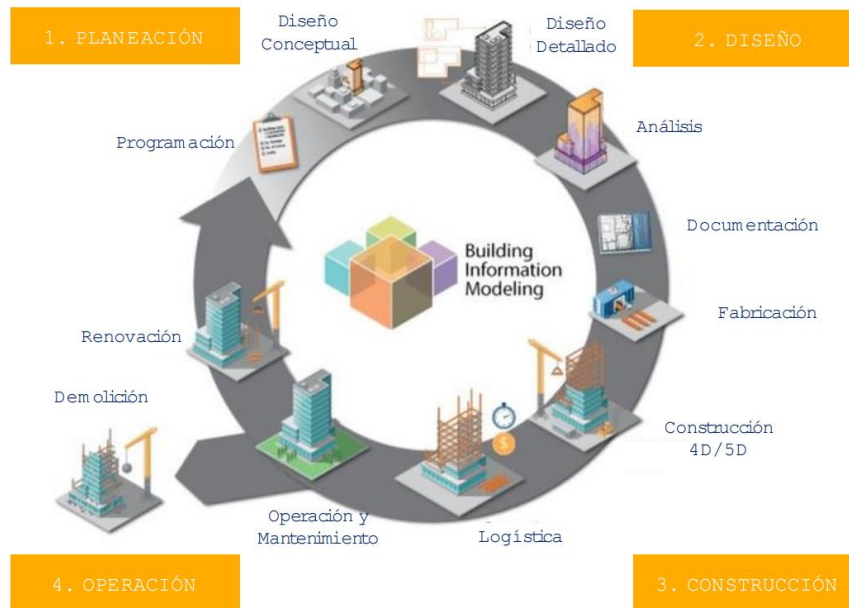 1. PLANEACIÓN
Diseño
Conceptual
Diseño
Detallado
2. DISEÑO
Programación
Análisis
Documentación
Building
Information
Modeling
Fabricación
Renovación
Demolición
Construcción
4D/5D
Operación y
Mantenimiento
Logística
4. OPERACIÓN
3. CONSTRUCCIÓN